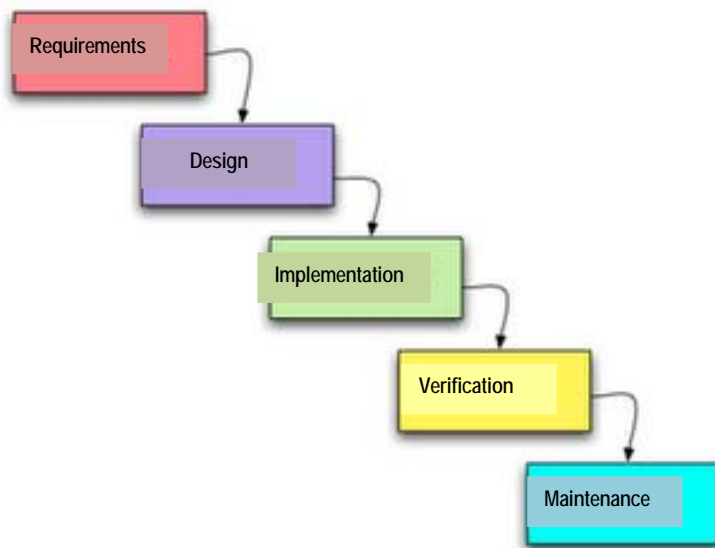 Requirements
Design
Implementation
Verification
Maintenance